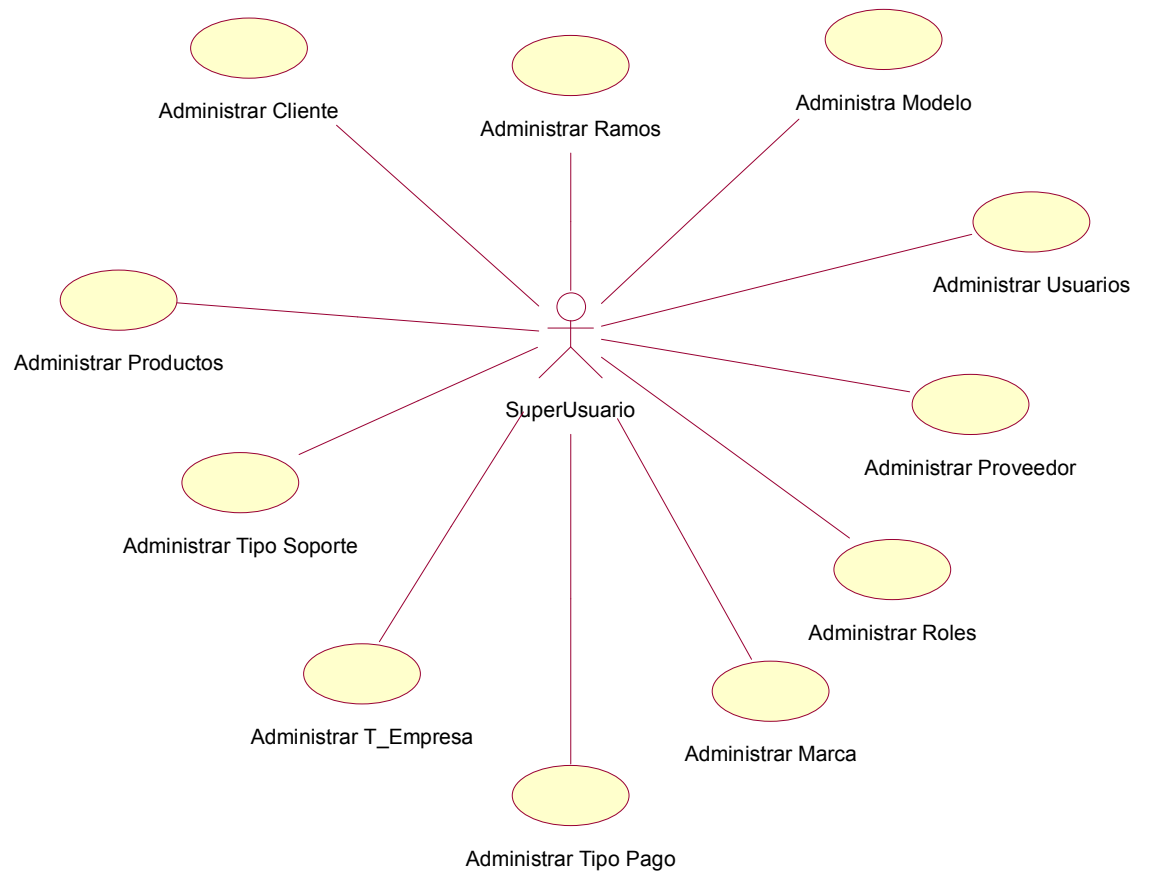 Administra Modelo
Administrar Cliente
Administrar Ramos
Administrar Usuarios
Administrar Productos
SuperUsuario
Administrar Proveedor
Administrar Tipo Soporte
Administrar Roles
Administrar T_Empresa
Administrar Marca
Administrar Tipo Pago